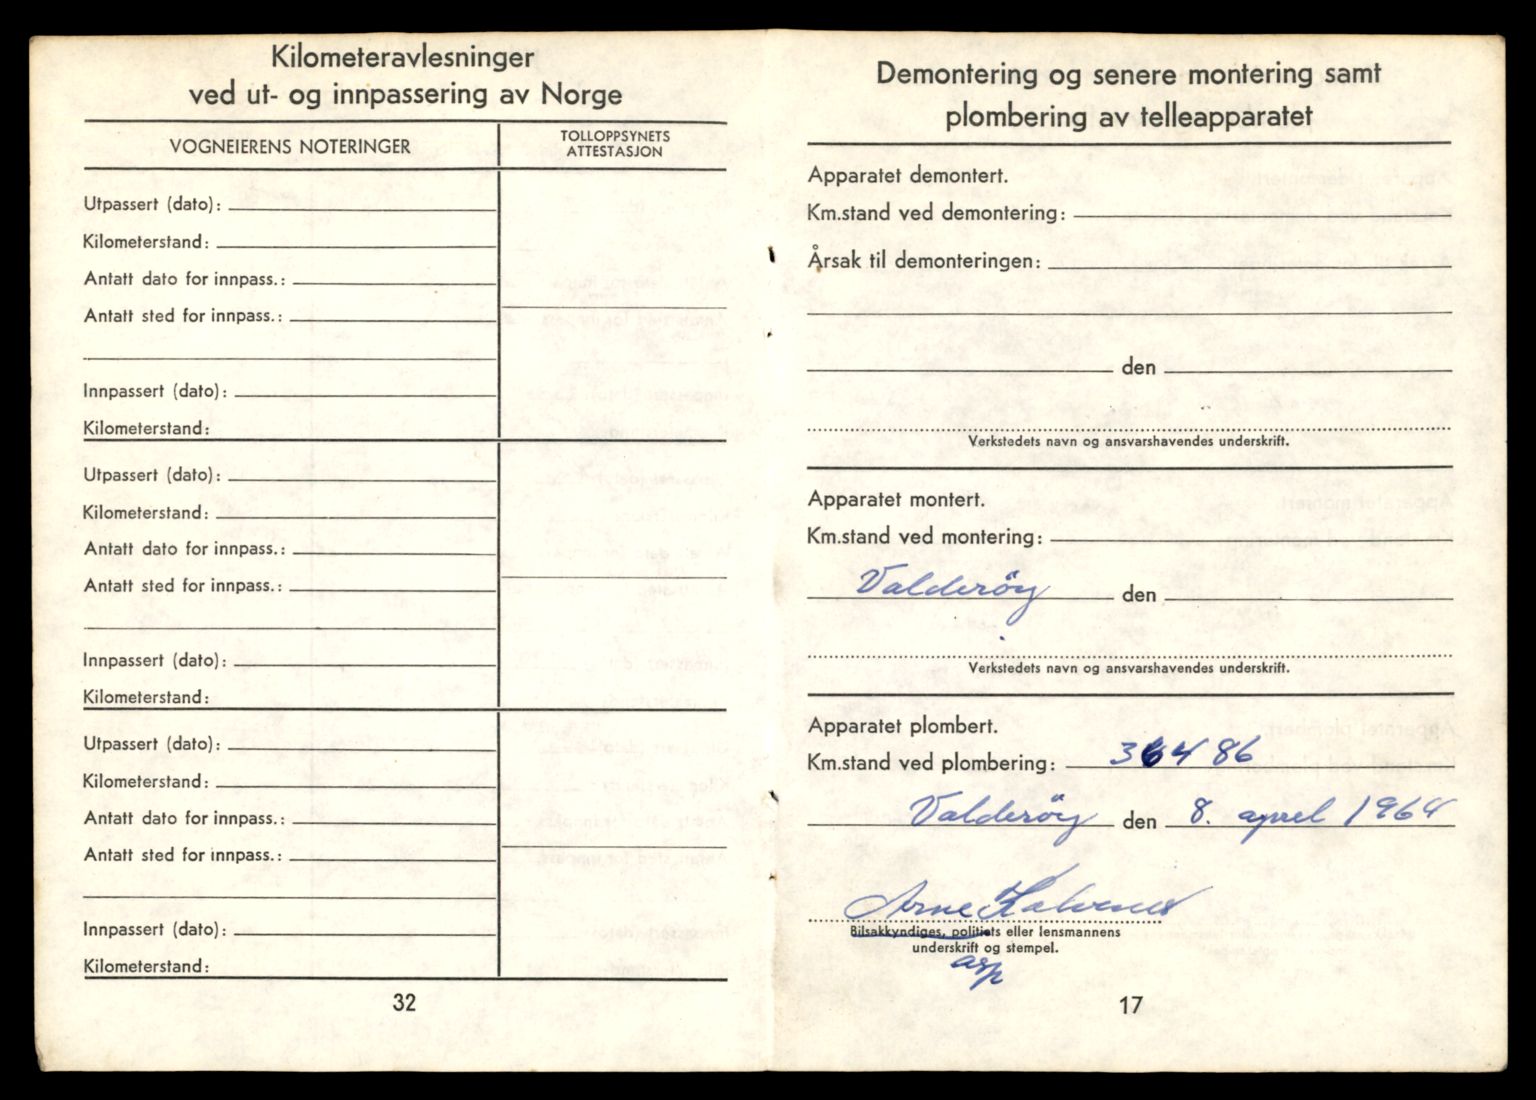 Kilometeravlesninger
ved ut- og innpassering av Norge
VOGNEIERENS NOTERINGER
TOLLOPPSYNETS
ATTESTASJON
Utpassert (dato):
Kilometerstand:
Antatt dato for innpass.:
Antatt sted for innpass.:
Innpassert (dato):
Kilometerstand:
Utpassert (dato):
Kilometerstand:
Antatt dato for innpass.:
Antatt sted for innpass.:
Innpassert (dato):
Kilometerstand:
Utpassert (dato):
Kilometerstand:
Antatt dato for innpass.:
Antatt sted for innpass.:
Innpassert (dato):
Kilometerstand:
32
Demontering og senere montering samt
plombering av telleapparatet
Apparatet demontert.
Km.stand ved demontering:
Årsak til demonteringen:
den
Verkstedets navn og ansvarshavendes underskrift.
Apparatet montert.
Km.stand ved montering:
Valderöy den
Verkstedets navn og ansvarshavendes underskrift.
Apparatet plombert.
Km.stand ved plombering: 36486
Valderöy den 8. april 1964
Arne
Bilsakkyndiges, politiets eller lensmannens
underskrift og stempel.
asp
17